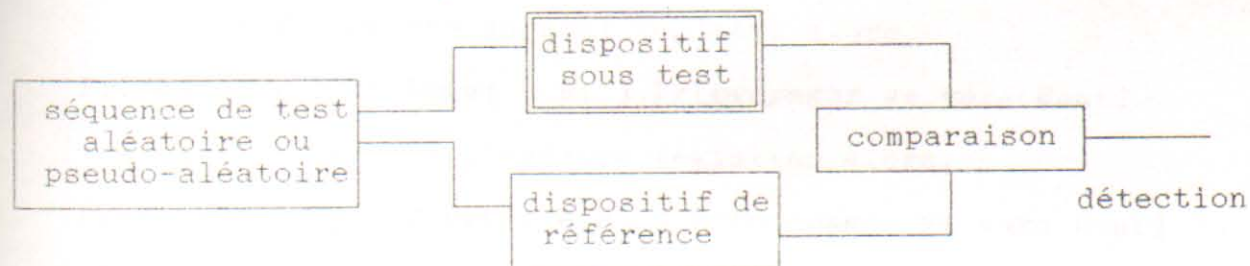 dispositif
sous test
séquence de test
aléatoire ou
pseudo-aléatoire
comparaison
dispositif de
référence
détection